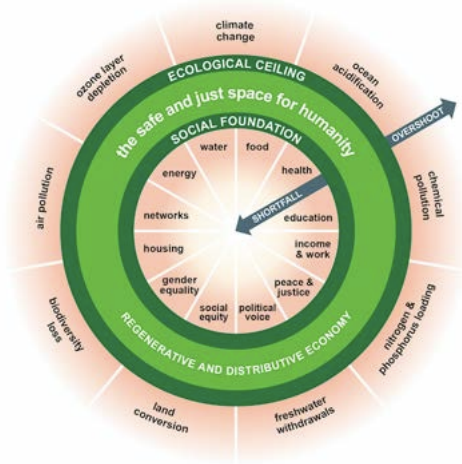 climate
change
ocean
acidification
chemical
pollution
nitrogen &
phosphorus loading
freshwater
withdrawals
land
conversion
biodiversity
loss
air pollution
ozone layer
depletion
ECOLOGICAL CEILING
the safe and just space for humanity
SOCIAL FOUNDATION
OVERSHOOT
SHORTFALL
water
food
health
education
income
& work
peace &
justice
political
voice
social
equity
gender
equality
housing
networks
energy
REGENERATIVE AND DISTRIBUTIVE ECONOMY